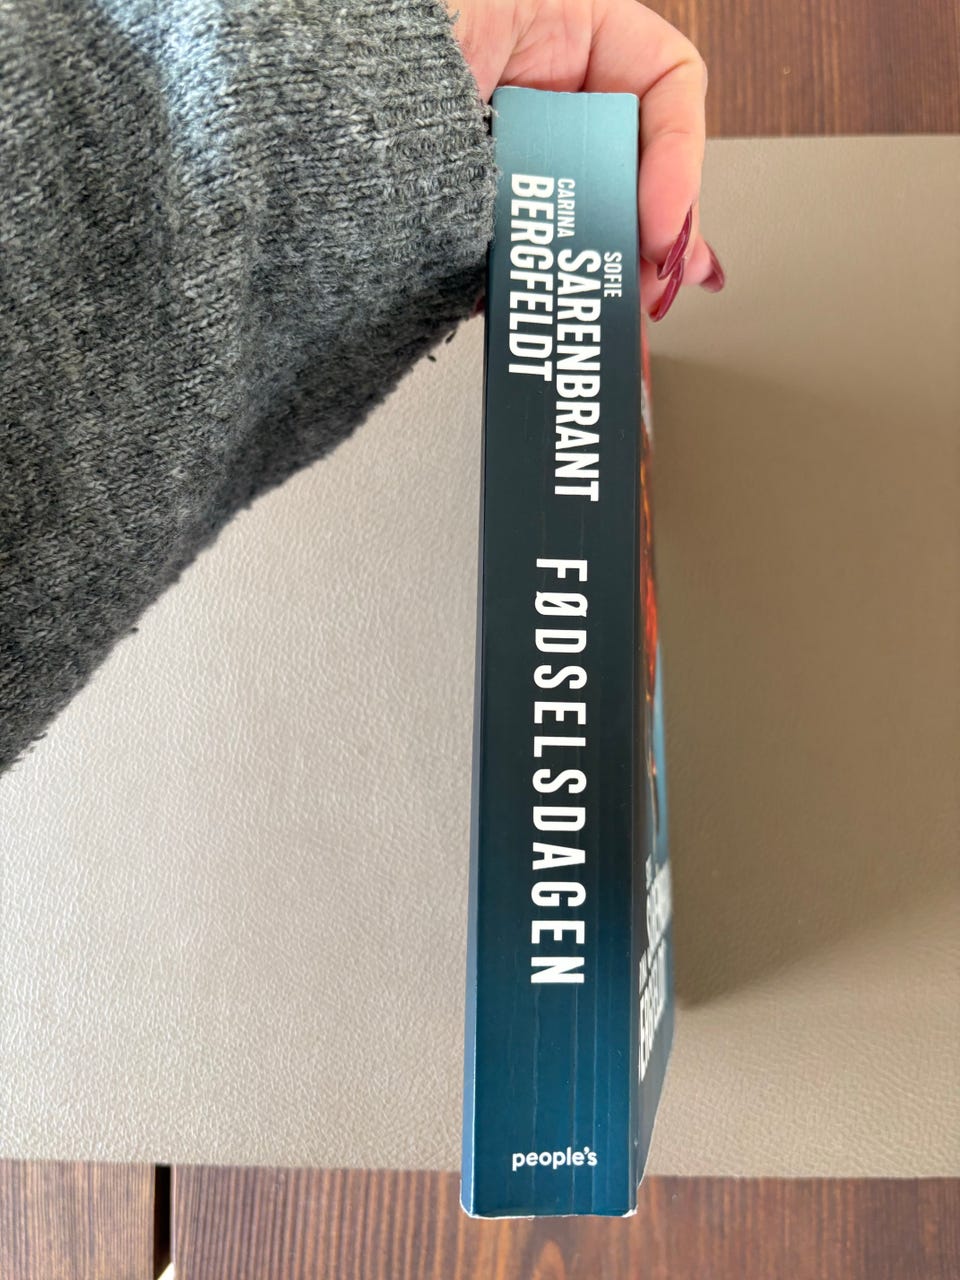 SOFIE
SARENBRANT
CARINA
BERGFELDT
FØDSELSDAGEN
people's